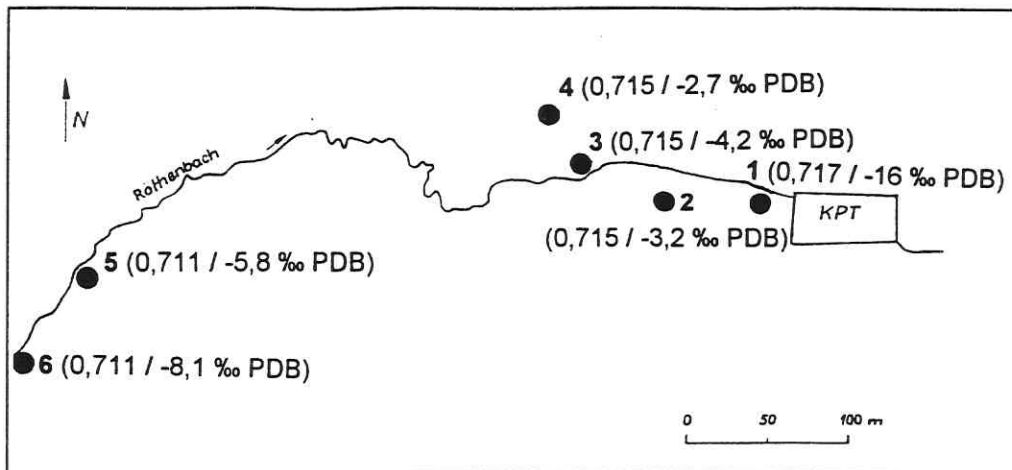 4 (0,715 / -2,7 ‰ PDB)
N
3 (0,715 / -4,2 ‰ PDB)
Rothenbach
1 (0,717 / -16 ‰ PDB)
2
KPT
(0,715 / -3,2 ‰ PDB)
5 (0,711 / -5,8 ‰ PDB)
6 (0,711 / -8,1 ‰ PDB)
0 50 100 m